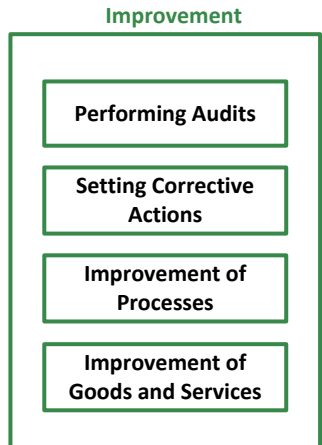 Improvement
Performing Audits
Setting Corrective
Actions
Improvement of
Processes
Improvement of
Goods and Services